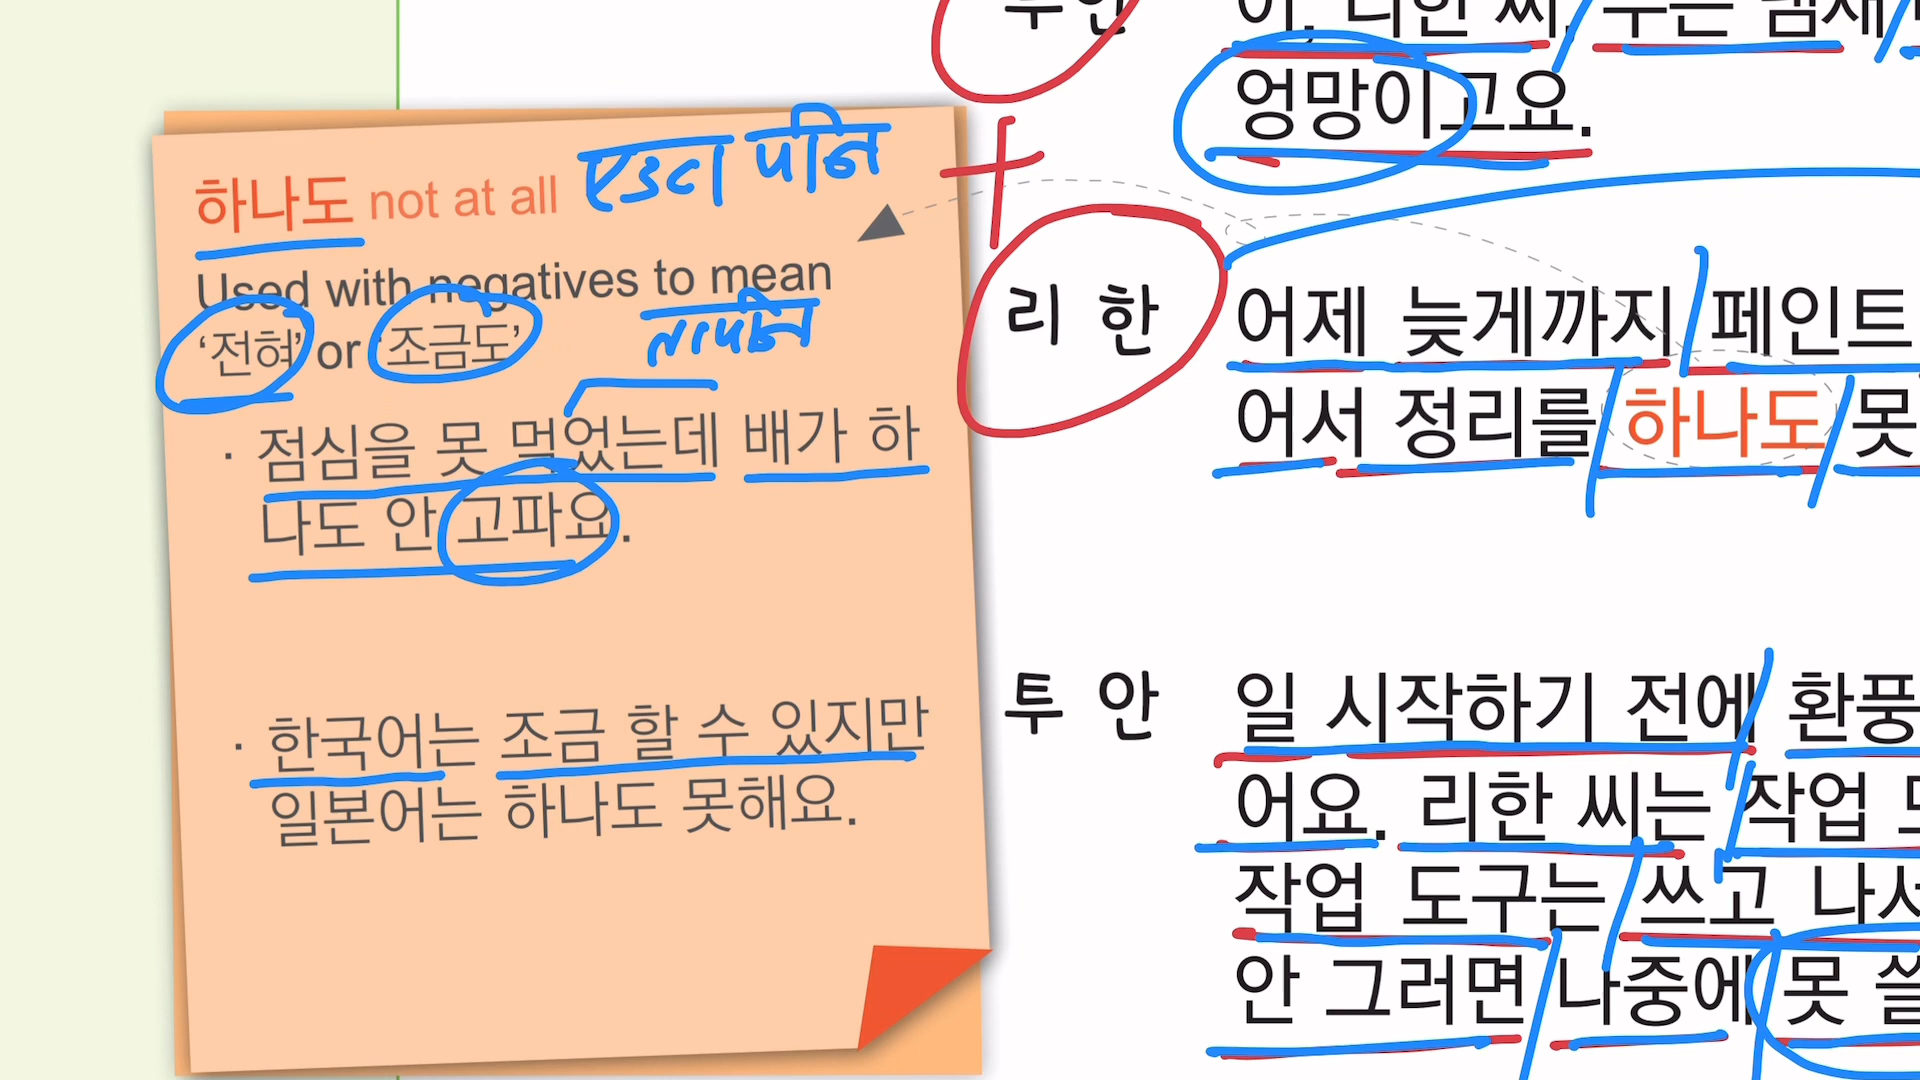 하나도 not at all एउटा पनि
Used with negatives to mean
‘전혀’ or ‘조금도’
· 점심을 못 먹었는데 배가 하
나도 안 고파요.
· 한국어는 조금 할 수 있지만
일본어는 하나도 못해요.
엉망이고요.
리 한 어제 늦게까지 페인트
어서 정리를 하나도 못
투 안 일 시작하기 전에 환풍
어요. 리한 씨는 작업
작업 도구는 쓰고 나서
안 그러면 나중에 못 쓸